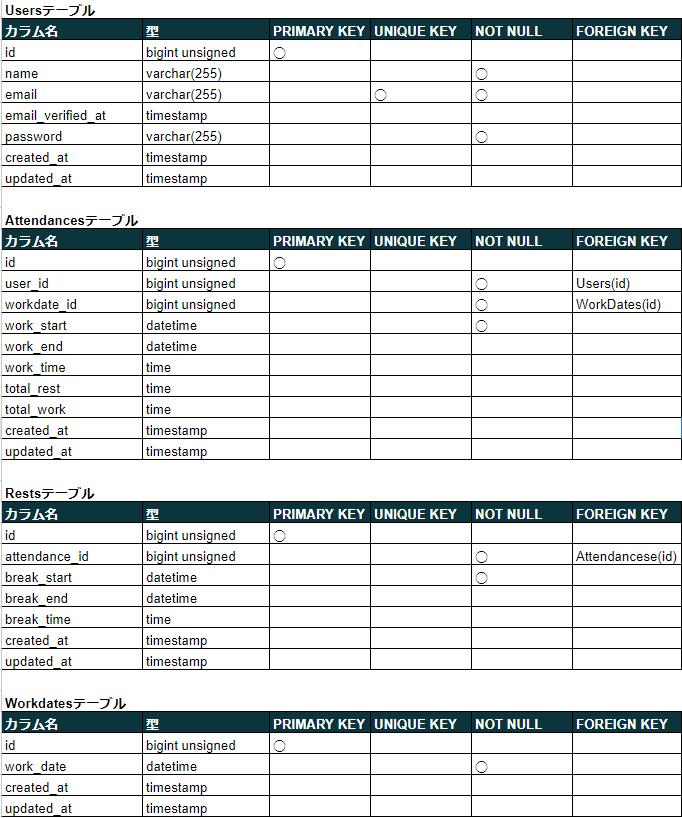 Usersテーブル
カラム名 型 PRIMARY KEY UNIQUE KEY NOT NULL FOREIGN KEY
id bigint unsigned ○
name varchar(255) ○
email varchar(255) ○ ○
email_verified_at timestamp
password varchar(255) ○
created_at timestamp
updated_at timestamp
Attendancesテーブル
カラム名 型 PRIMARY KEY UNIQUE KEY NOT NULL FOREIGN KEY
id bigint unsigned ○
user_id bigint unsigned ○ Users(id)
workdate_id bigint unsigned ○ WorkDates(id)
work_start datetime ○
work_end datetime
work_time time
total_rest time
total_work time
created_at timestamp
updated_at timestamp
Restsテーブル
カラム名 型 PRIMARY KEY UNIQUE KEY NOT NULL FOREIGN KEY
id bigint unsigned ○
attendance_id bigint unsigned ○ Attendancese(id)
break_start datetime ○
break_end datetime
break_time time
created_at timestamp
updated_at timestamp
Workdatesテーブル
カラム名 型 PRIMARY KEY UNIQUE KEY NOT NULL FOREIGN KEY
id bigint unsigned ○
work_date datetime ○
created_at timestamp
updated_at timestamp